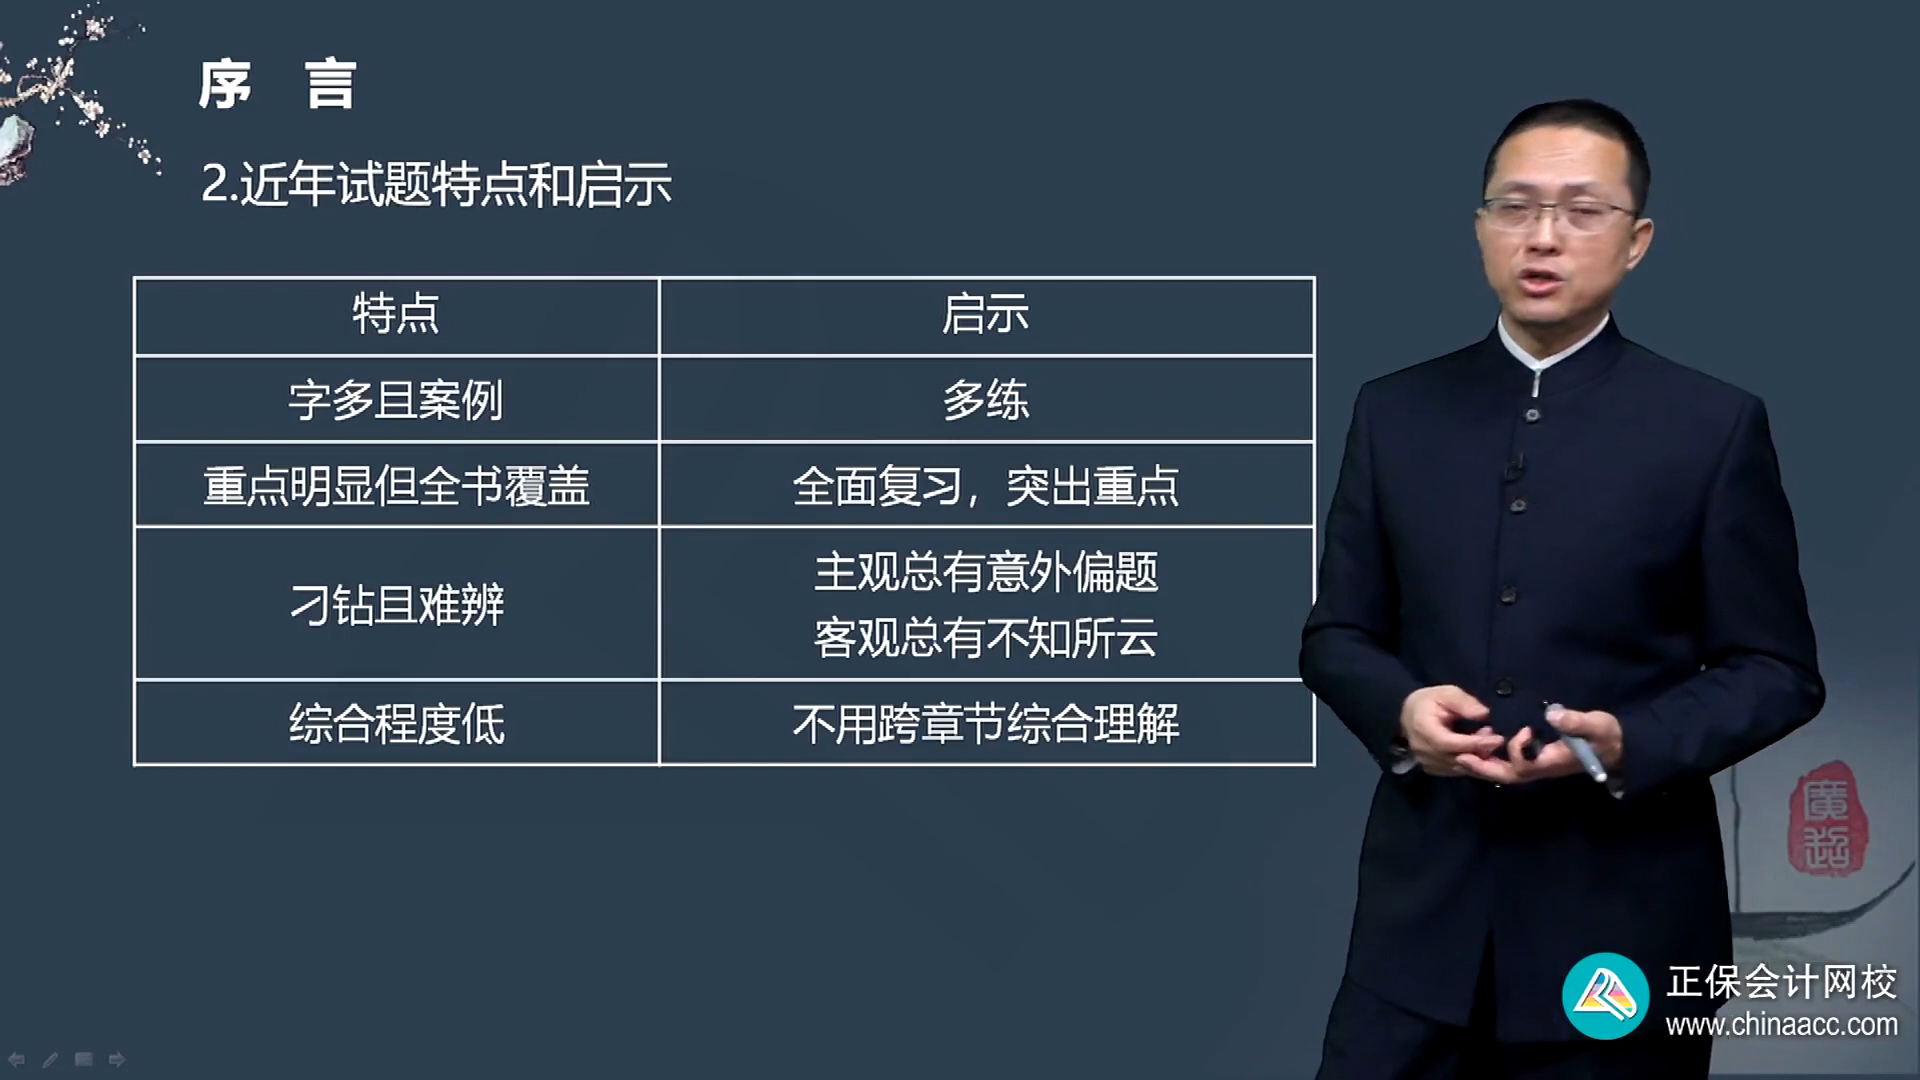 序 言
2.近年试题特点和启示
特点
启示
字多且案例
多练
重点明显但全书覆盖
全面复习，突出重点
刁钻且难辨
主观总有意外偏题
客观总有不知所云
综合程度低
不用跨章节综合理解
廣超
正保会计网校
www.chinaacc.com